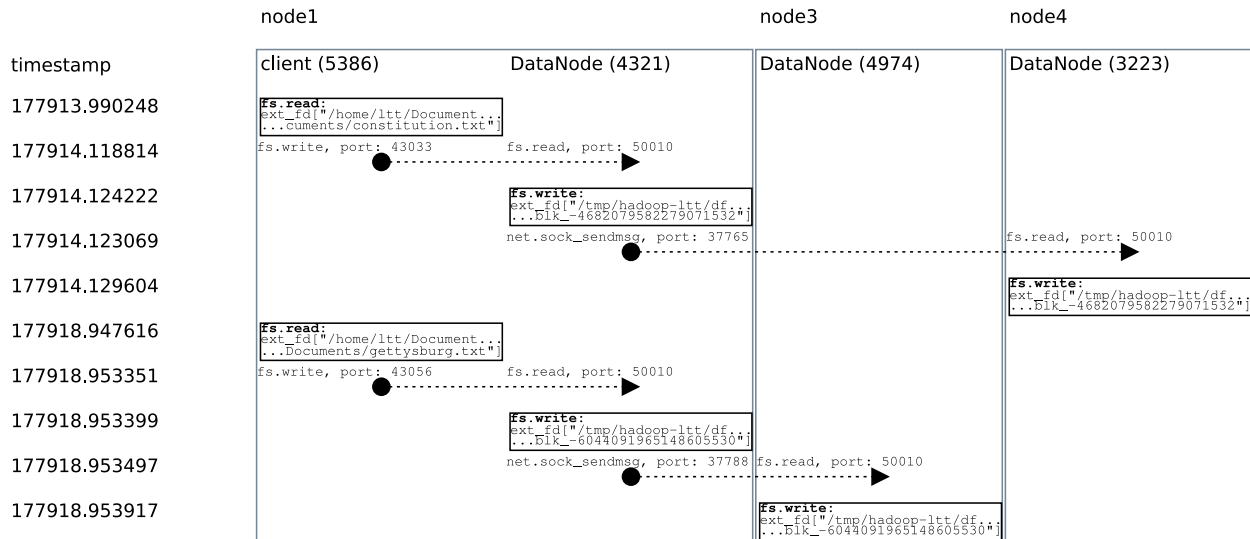 node1 node3 node4
timestamp client (5386) DataNode (4321) DataNode (4974) DataNode (3223)
177913.990248 fs.read:
ext_fd["/home/ltt/Document...
...cuments/constitution.txt"]
177914.118814 fs.write, port: 43033 fs.read, port: 50010
177914.124222 fs.write:
ext_fd["/tmp/hadoop-ltt/df...
...blk_-4682079582279071532"]
177914.123069 net.sock_sendmsg, port: 37765 fs.read, port: 50010
177914.129604 fs.write:
ext_fd["/tmp/hadoop-ltt/df...
...blk_-4682079582279071532"]
177918.947616 fs.read:
ext_fd["/home/ltt/Document...
...Documents/gettysburg.txt"]
177918.953351 fs.write, port: 43056 fs.read, port: 50010
177918.953399 fs.write:
ext_fd["/tmp/hadoop-ltt/df...
...blk_-6044091965148605530"]
177918.953497 net.sock_sendmsg, port: 37788 fs.read, port: 50010
177918.953917 fs.write:
ext_fd["/tmp/hadoop-ltt/df...
...blk_-6044091965148605530"]